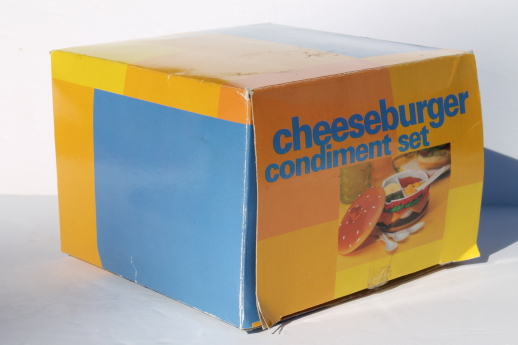 cheeseburger
condiment set